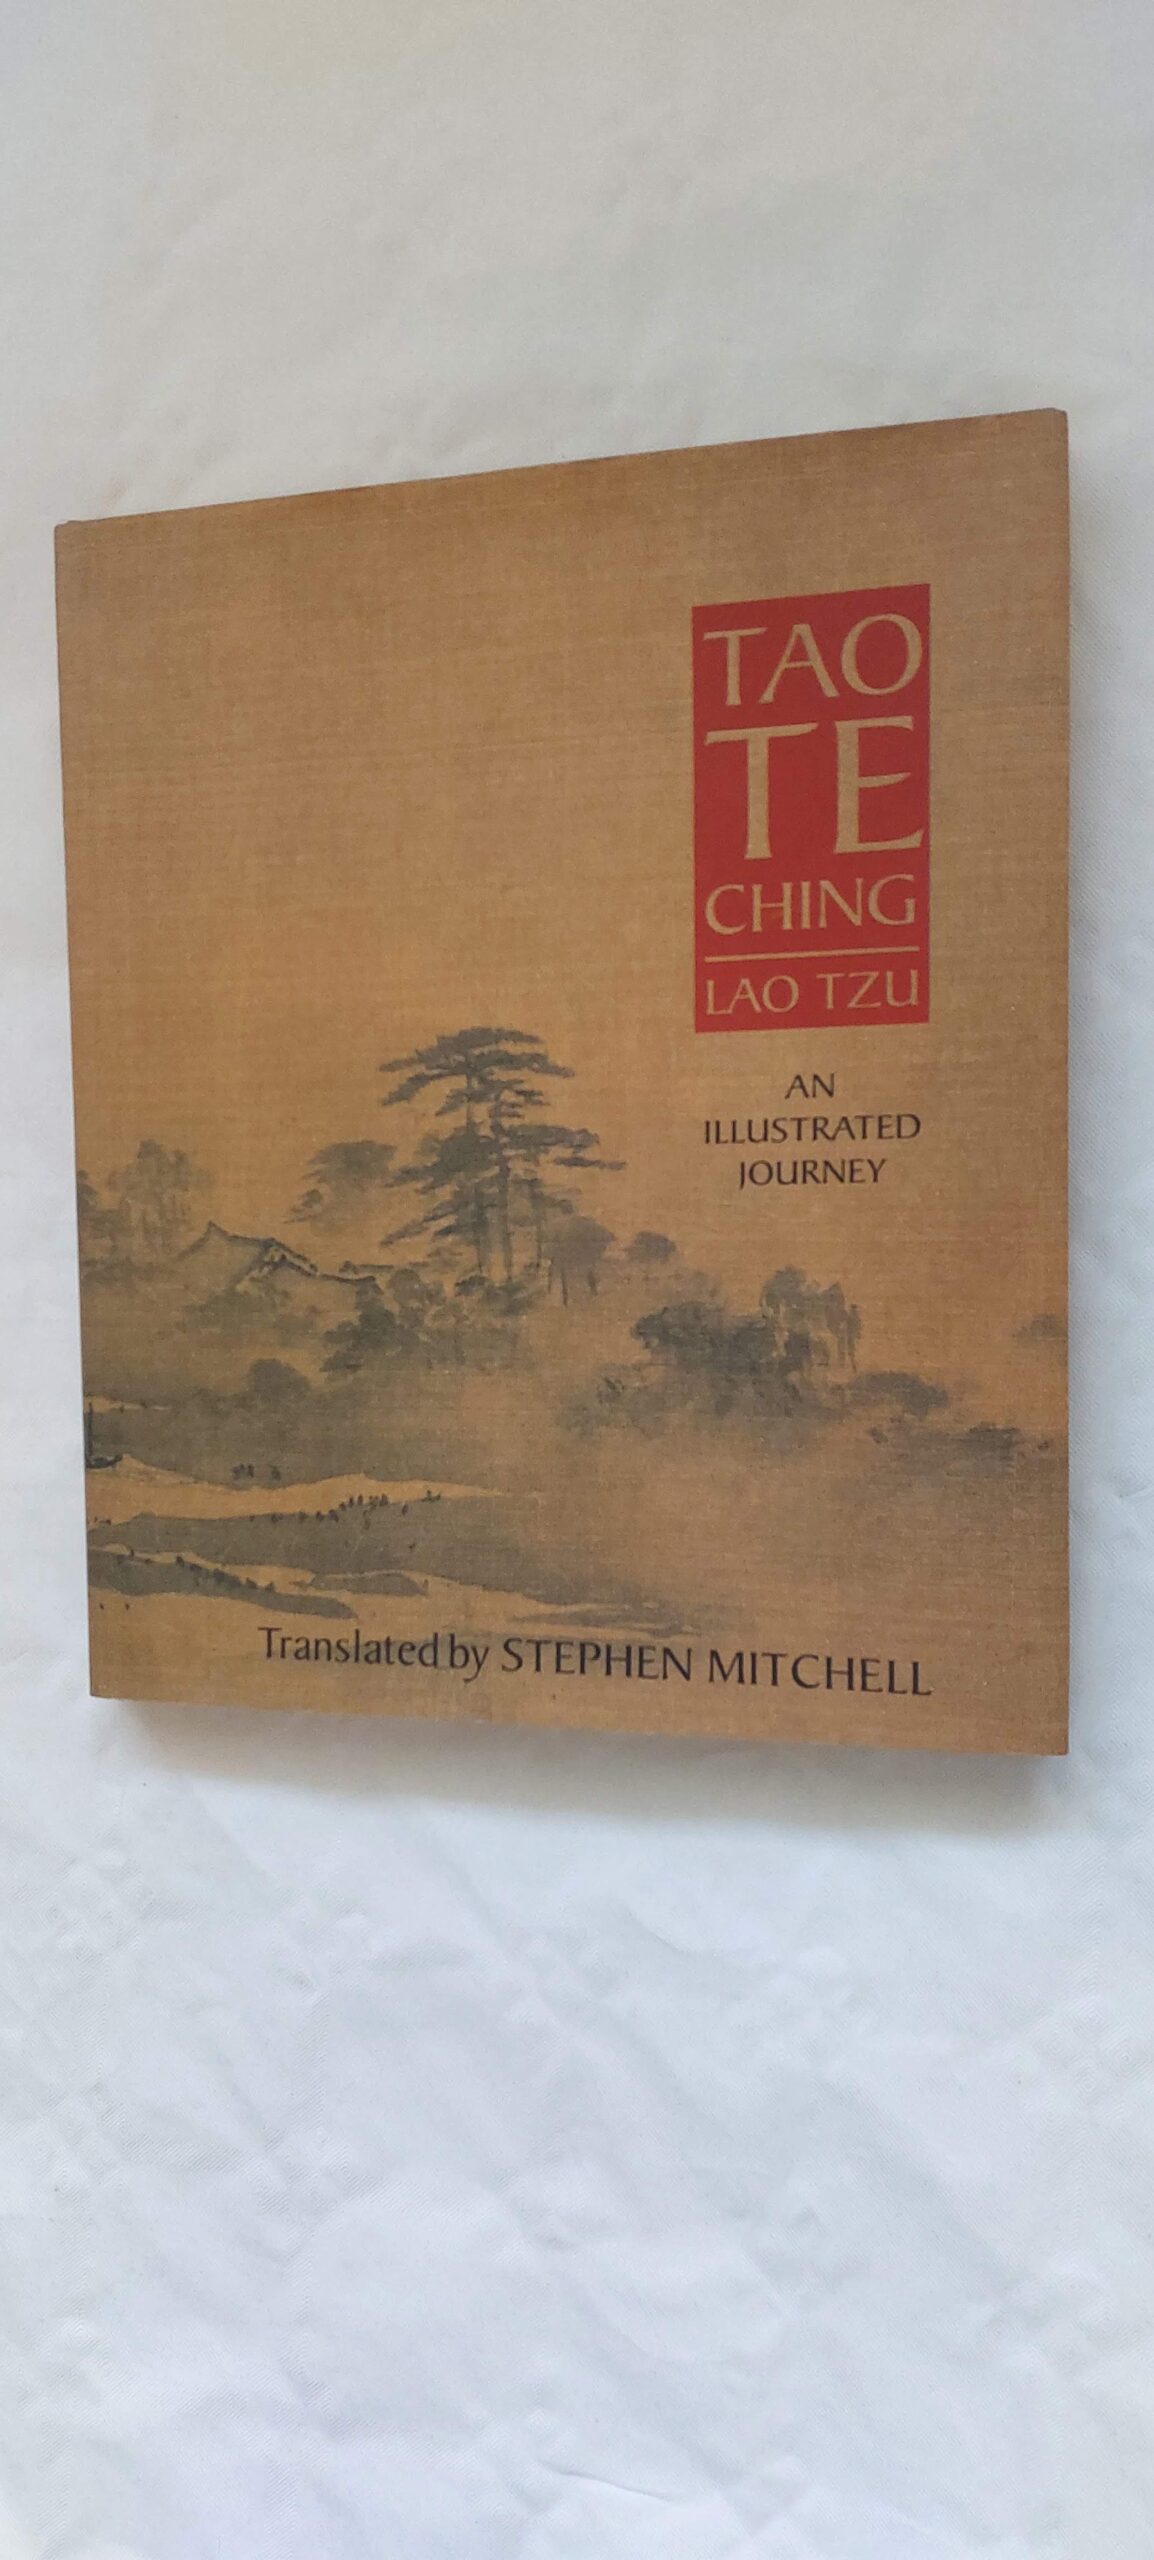 TAO
TE
CHING
LAO TZU
AN
ILLUSTRATED
JOURNEY
Translated by STEPHEN MITCHELL